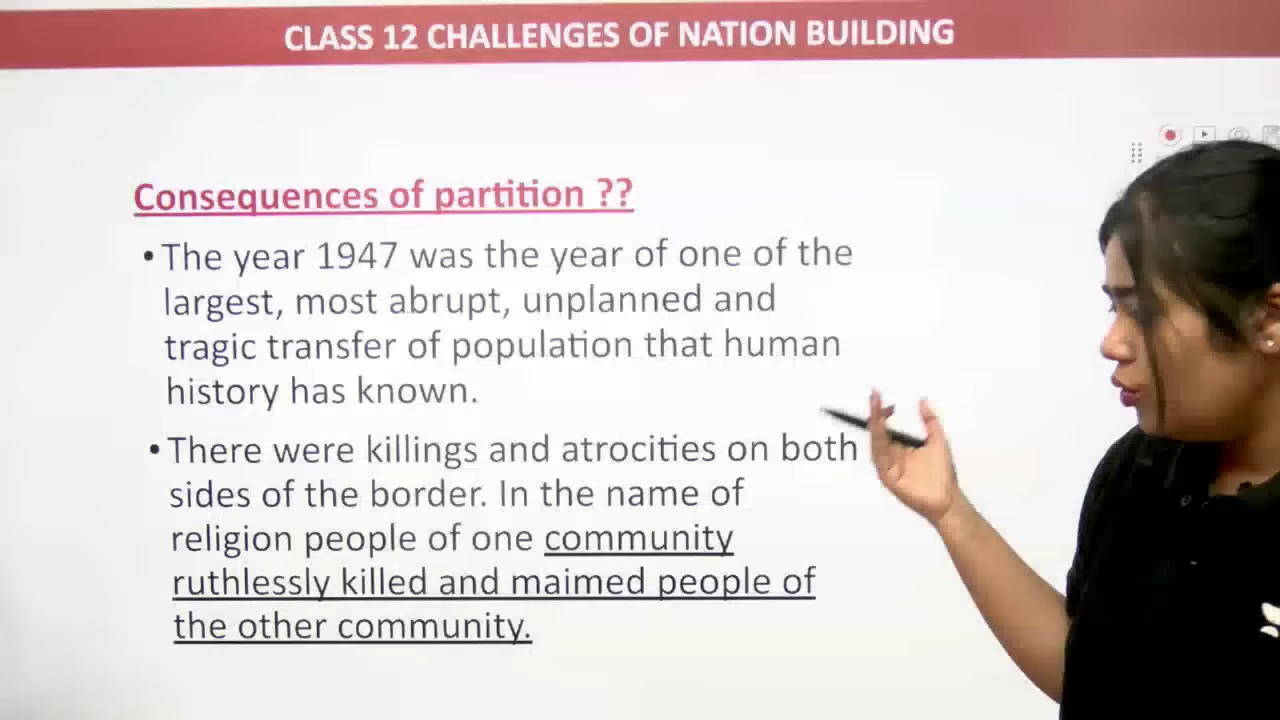 CLASS 12 CHALLENGES OF NATION BUILDING
Consequences of partition ??
• The year 1947 was the year of one of the
largest, most abrupt, unplanned and
tragic transfer of population that human
history has known.
• There were killings and atrocities on both
sides of the border. In the name of
religion people of one community
ruthlessly killed and maimed people of
the other community.